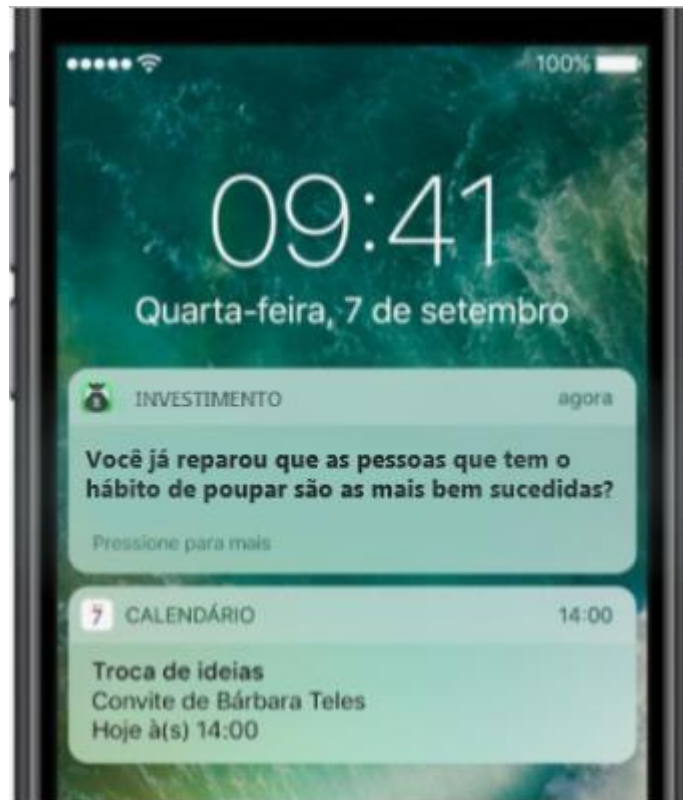 100%
09:41
Quarta-feira, 7 de setembro
INVESTIMENTO
agora
Você já reparou que as pessoas que tem o
hábito de poupar são as mais bem sucedidas?
Pressione para mais
7
CALENDÁRIO
14:00
Troca de ideias
Convite de Bárbara Teles
Hoje à(s) 14:00